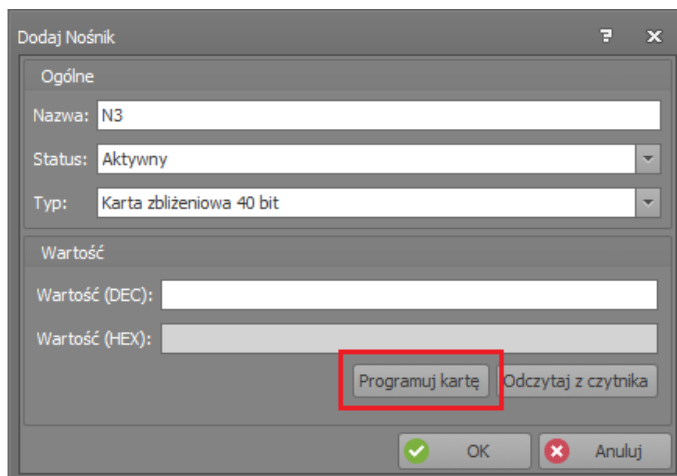 Dodaj Nośnik
Ogólne
Nazwa: N3
Status: Aktywny
Typ: Karta zbliżeniowa 40 bit
Wartość
Wartość (DEC):
Wartość (HEX):
Programuj kartę Odczytaj z czytnika
OK Anuluj